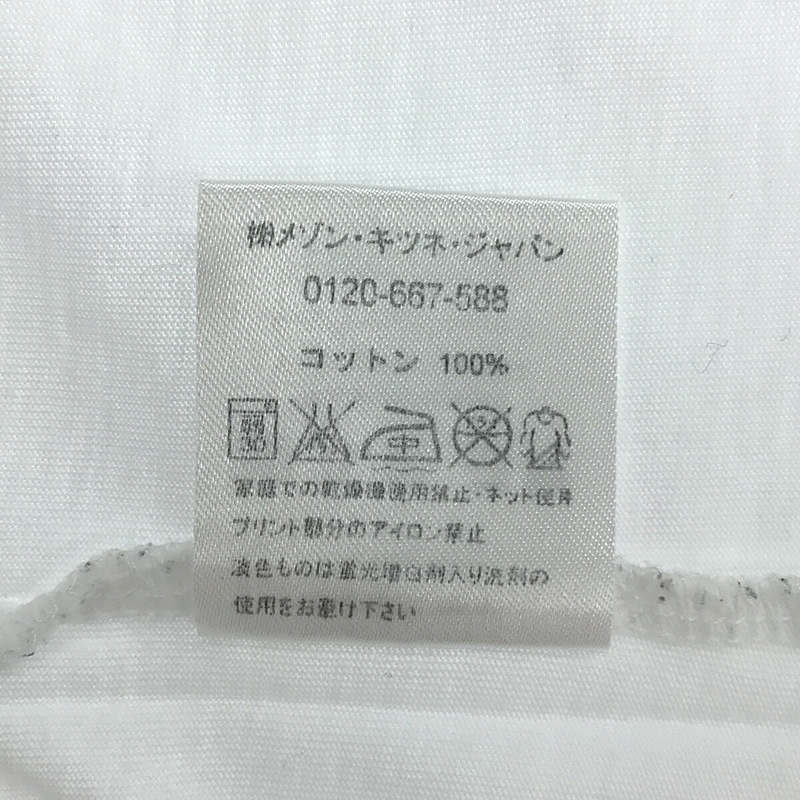 ㈱メゾン・キツネ・ジャパン
0120-667-588
コットン 100%
弱 30 中
家庭での乾燥機使用禁止・ネット使用
プリント部分のアイロン禁止
淡色ものは蛍光増白剤入り洗剤の
使用をお避け下さい